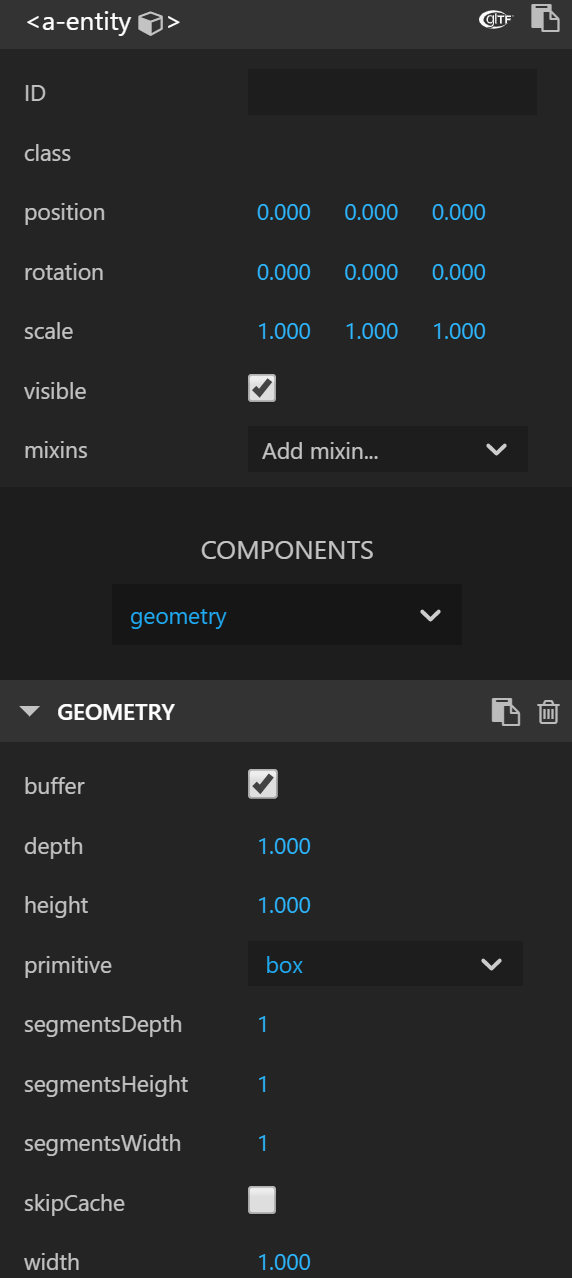 <a-entity >
glTF
ID
class
position 0.000 0.000 0.000
rotation 0.000 0.000 0.000
scale 1.000 1.000 1.000
visible
mixins Add mixin...
COMPONENTS
geometry
GEOMETRY
buffer
depth 1.000
height 1.000
primitive box
segmentsDepth 1
segmentsHeight 1
segmentsWidth 1
skipCache
width 1.000